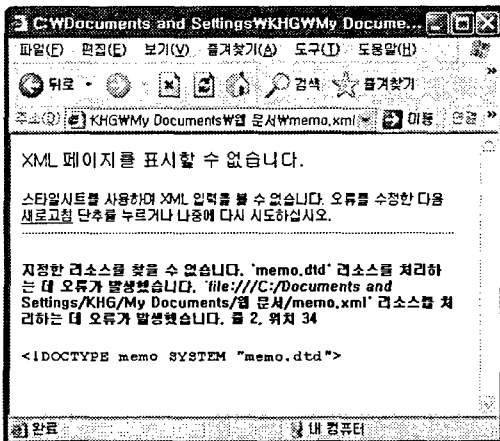 C:₩Documents and Settings₩KHG₩My Docume...
파일(F) 편집(E) 보기(V) 즐겨찾기(A) 도구(T) 도움말(H)
뒤로 검색 즐겨찾기 »
주소(D) KHG₩My Documents₩웹 문서₩memo.xml 이동 연결 »
XML 페이지를 표시할 수 없습니다.
스타일시트를 사용하여 XML 입력를 볼 수 없습니다. 오류를 수정한 다음
새로고침 단추를 누르거나 나중에 다시 시도하십시오.
지정한 리소스를 찾을 수 없습니다. 'memo.dtd' 리소스를 처리하
는 데 오류가 발생했습니다. 'file:///C:/Documents and
Settings/KHG/My Documents/웹 문서/memo.xml' 리소스를 처
리하는 데 오류가 발생했습니다. 줄 2, 위치 34
<!DOCTYPE memo SYSTEM "memo.dtd">
완료 내 컴퓨터